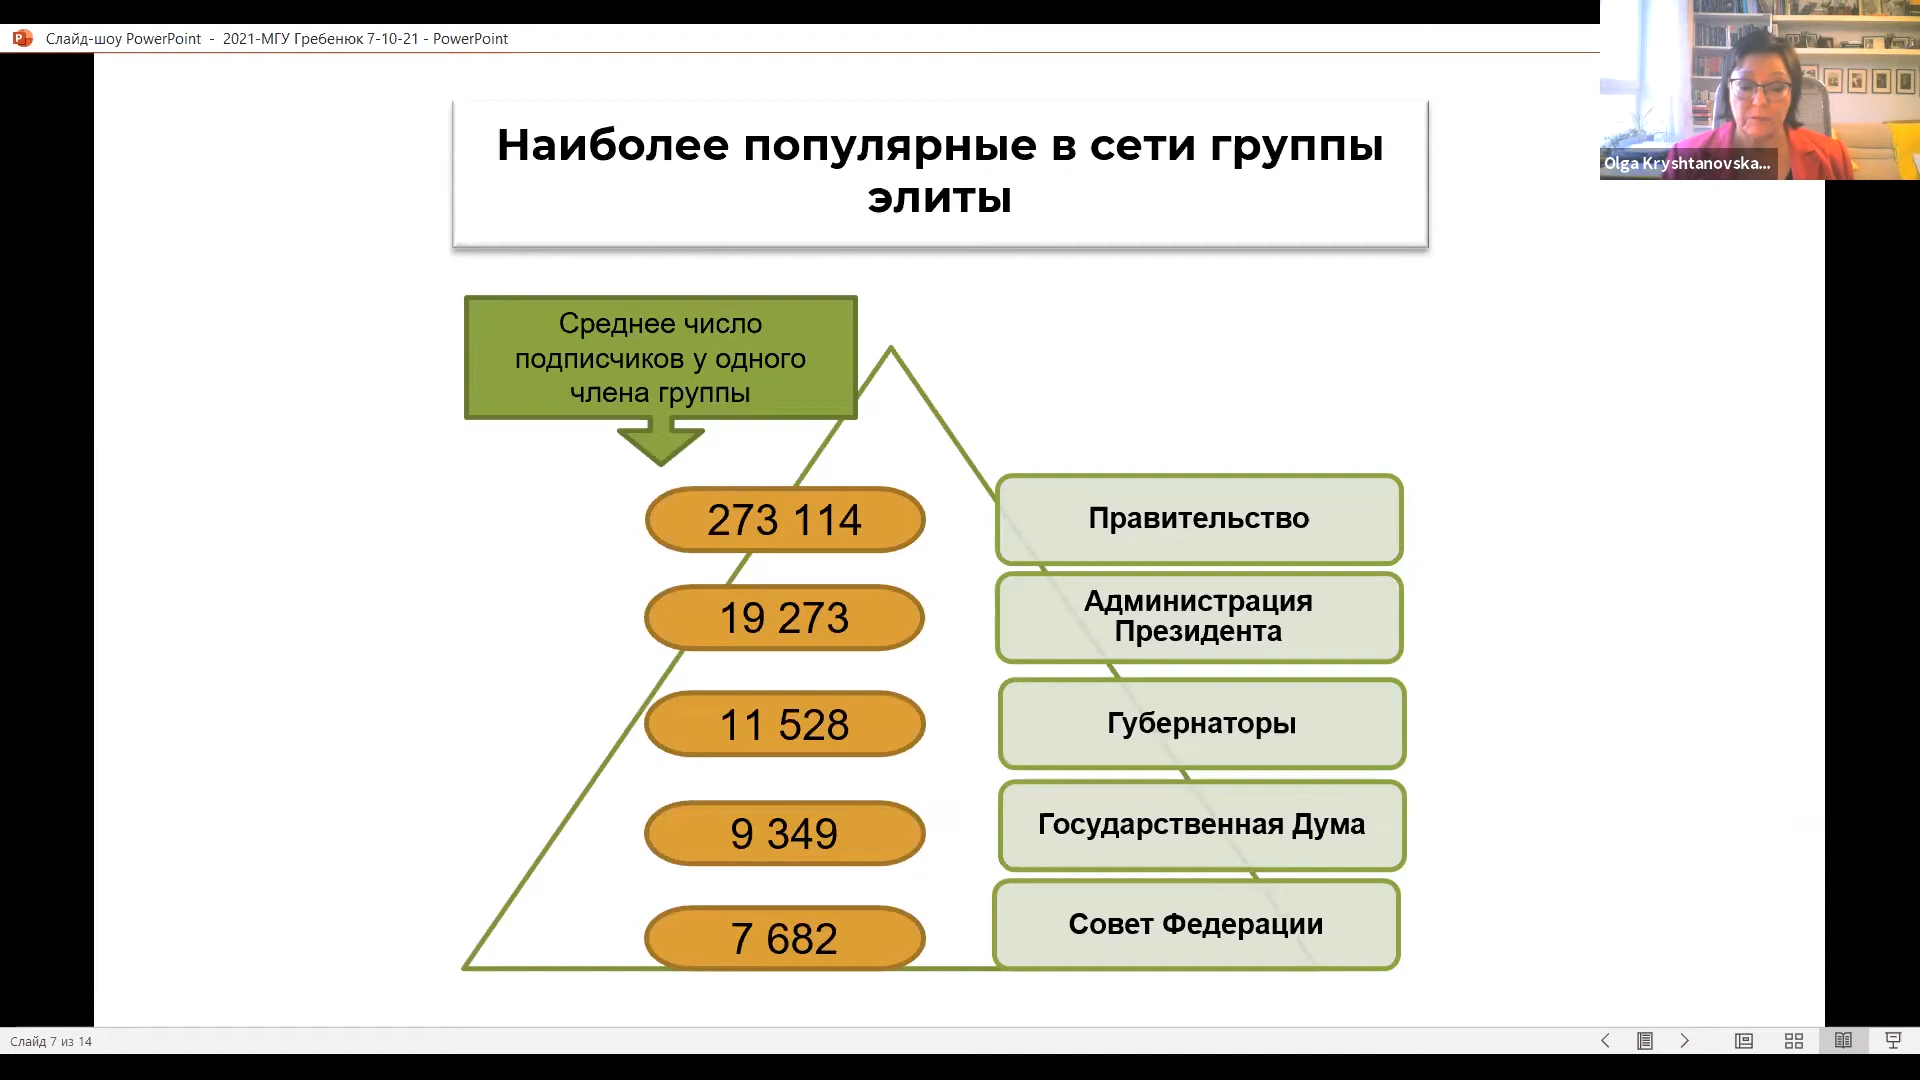 Слайд-шоу PowerPoint - 2021-МГУ Гребенюк 7-10-21 - PowerPoint
Olga Kryshtanovska...
Наиболее популярные в сети группы
элиты
Среднее число
подписчиков у одного
члена группы
273 114
Правительство
19 273
Администрация
Президента
11 528
Губернаторы
9 349
Государственная Дума
7 682
Совет Федерации
Слайд 7 из 14